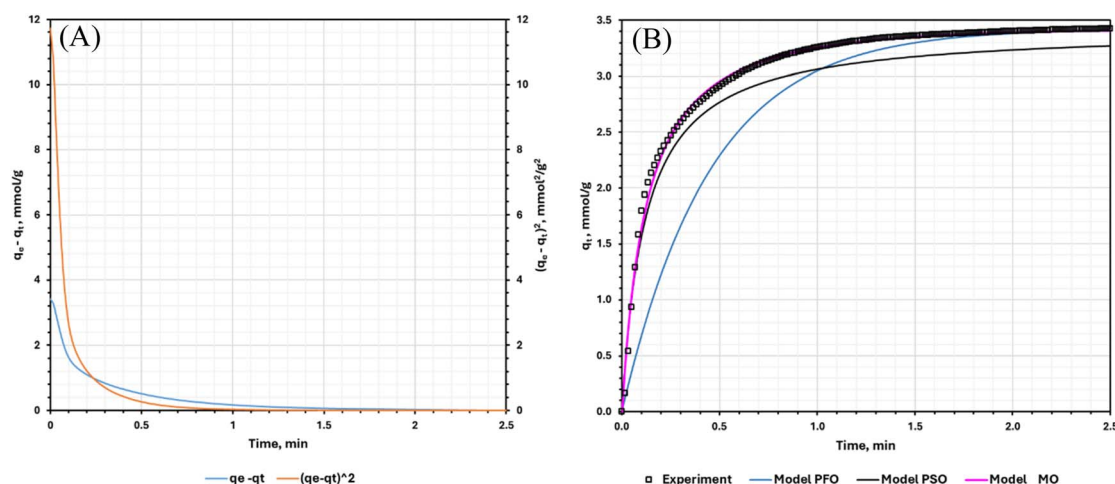 (A)
12
10
8
6
4
2
0
qe - qt, mmol/g
12
10
8
6
4
2
0
(qe - qt)2, mmol2/g2
0 0.5 1 1.5 2 2.5
Time, min
qe -qt (qe-qt)^2
(B)
3.5
3.0
2.5
2.0
1.5
1.0
0.5
0.0
qt, mmol/g
0.0 0.5 1.0 1.5 2.0 2.5
Time, min
Experiment Model PFO Model PSO Model MO